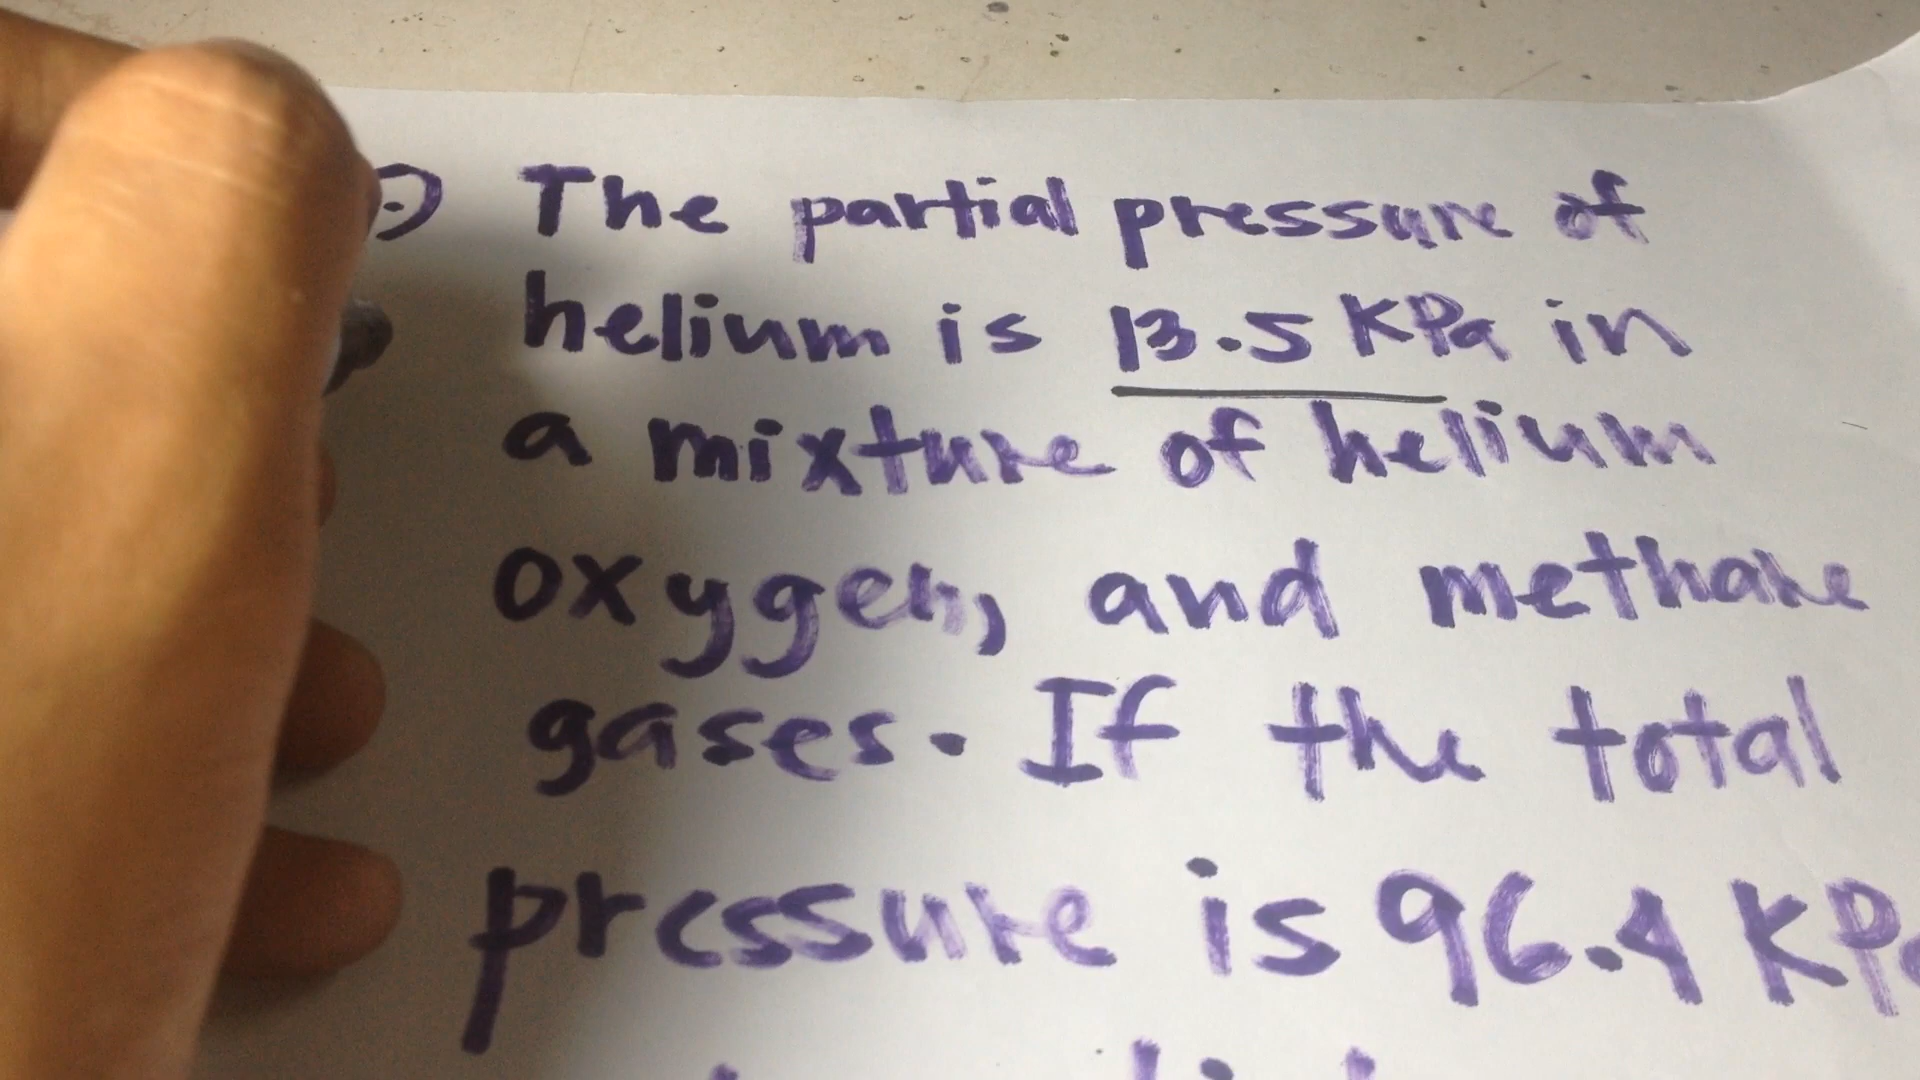 The partial pressure of
helium is 13.5 KPa in
a mixture of helium
oxygen, and methane
gases. If the total
pressure is 96.4 KPa